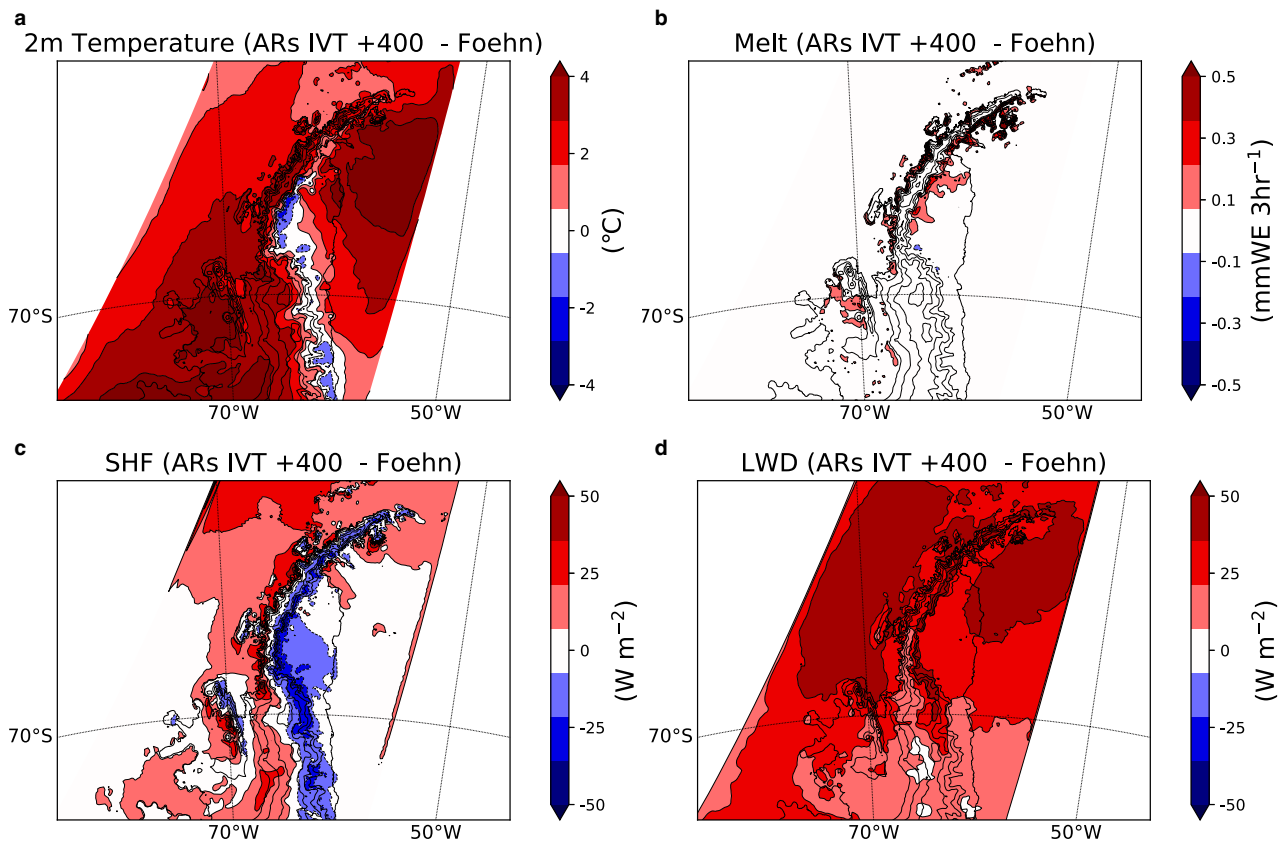 a
2m Temperature (ARs IVT +400 - Foehn)
4
2
0
-2
-4
(°C)
70°S
70°W
50°W
b
Melt (ARs IVT +400 - Foehn)
0.5
0.3
0.1
-0.1
-0.3
-0.5
(mmWE 3hr⁻¹)
70°S
70°W
50°W
c
SHF (ARs IVT +400 - Foehn)
50
25
0
-25
-50
(W m⁻²)
70°S
70°W
50°W
d
LWD (ARs IVT +400 - Foehn)
50
25
0
-25
-50
(W m⁻²)
70°S
70°W
50°W